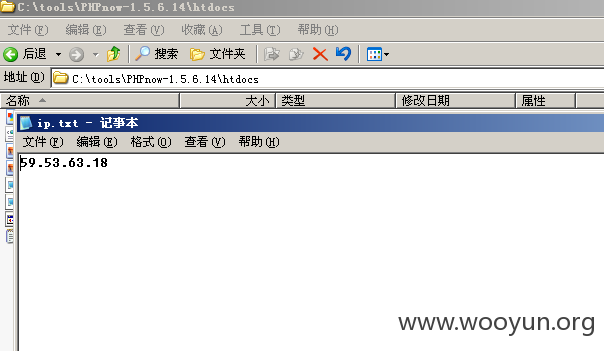 C:\tools\PHPnow-1.5.6.14\htdocs
文件(F) 编辑(E) 查看(V) 收藏(A) 工具(T) 帮助(H)
后退 搜索 文件夹
地址(D) C:\tools\PHPnow-1.5.6.14\htdocs
名称 大小 类型 修改日期 属性
ip.txt - 记事本
文件(F) 编辑(E) 格式(O) 查看(V) 帮助(H)
59.53.63.18
www.wooyun.org